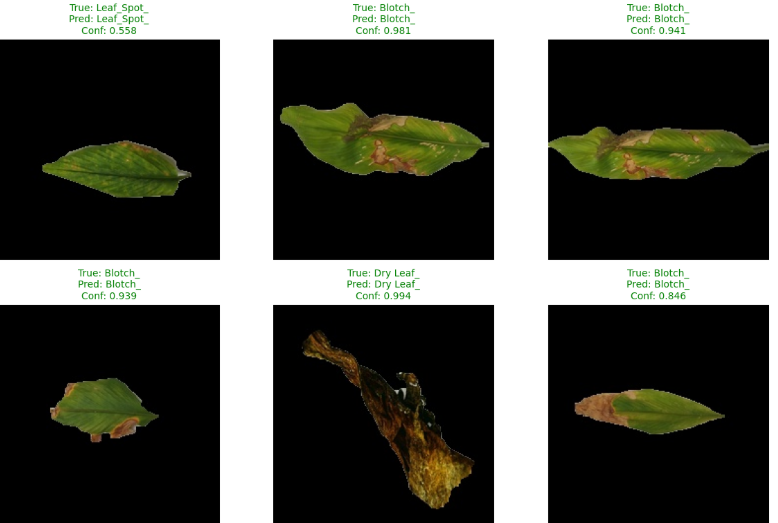 True: Leaf_Spot_
Pred: Leaf_Spot_
Conf: 0.558
True: Blotch_
Pred: Blotch_
Conf: 0.981
True: Blotch_
Pred: Blotch_
Conf: 0.941
True: Blotch_
Pred: Blotch_
Conf: 0.939
True: Dry Leaf_
Pred: Dry Leaf_
Conf: 0.994
True: Blotch_
Pred: Blotch_
Conf: 0.846